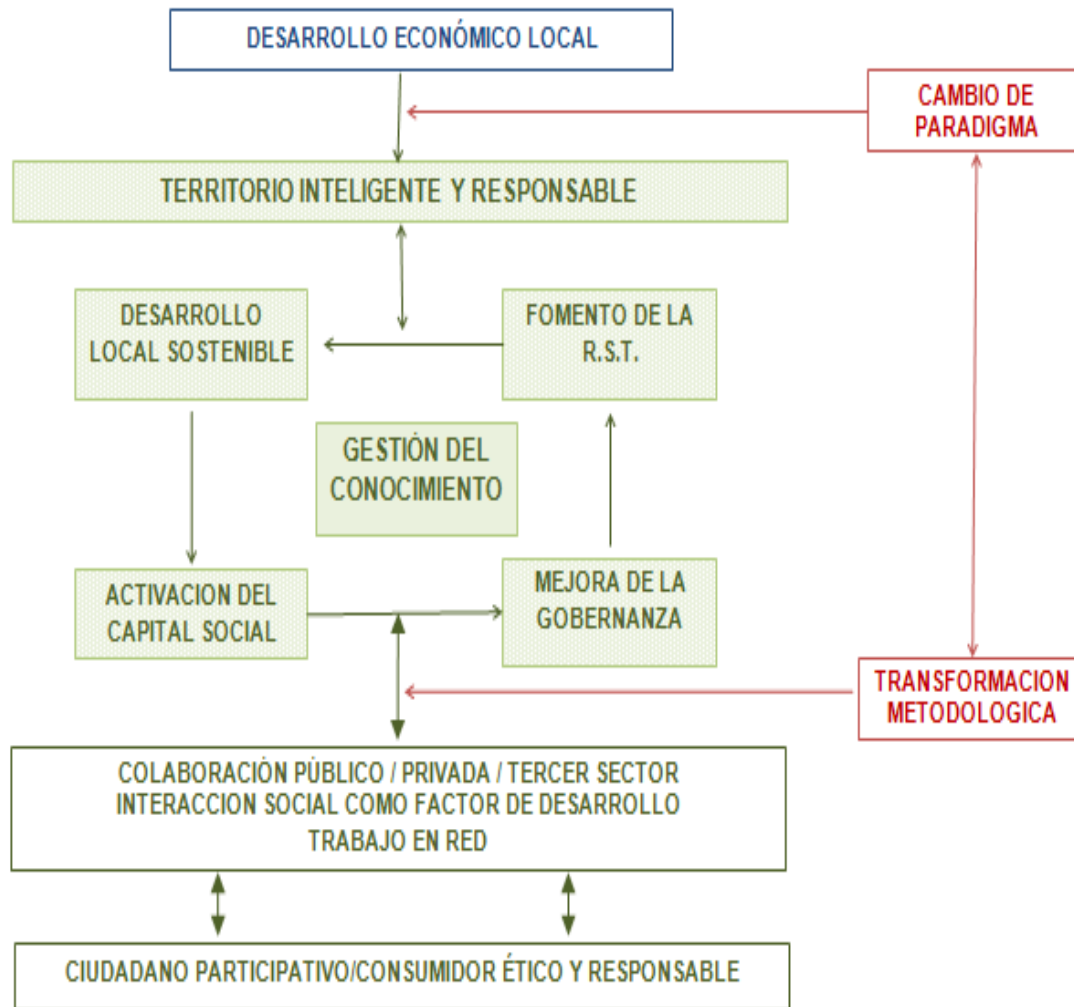 DESARROLLO ECONÓMICO LOCAL
CAMBIO DE
PARADIGMA
TERRITORIO INTELIGENTE Y RESPONSABLE
DESARROLLO
LOCAL SOSTENIBLE
FOMENTO DE LA
R.S.T.
GESTIÓN DEL
CONOCIMIENTO
ACTIVACION DEL
CAPITAL SOCIAL
MEJORA DE LA
GOBERNANZA
TRANSFORMACION
METODOLOGICA
COLABORACIÓN PÚBLICO / PRIVADA / TERCER SECTOR
INTERACCION SOCIAL COMO FACTOR DE DESARROLLO
TRABAJO EN RED
CIUDADANO PARTICIPATIVO/CONSUMIDOR ÉTICO Y RESPONSABLE